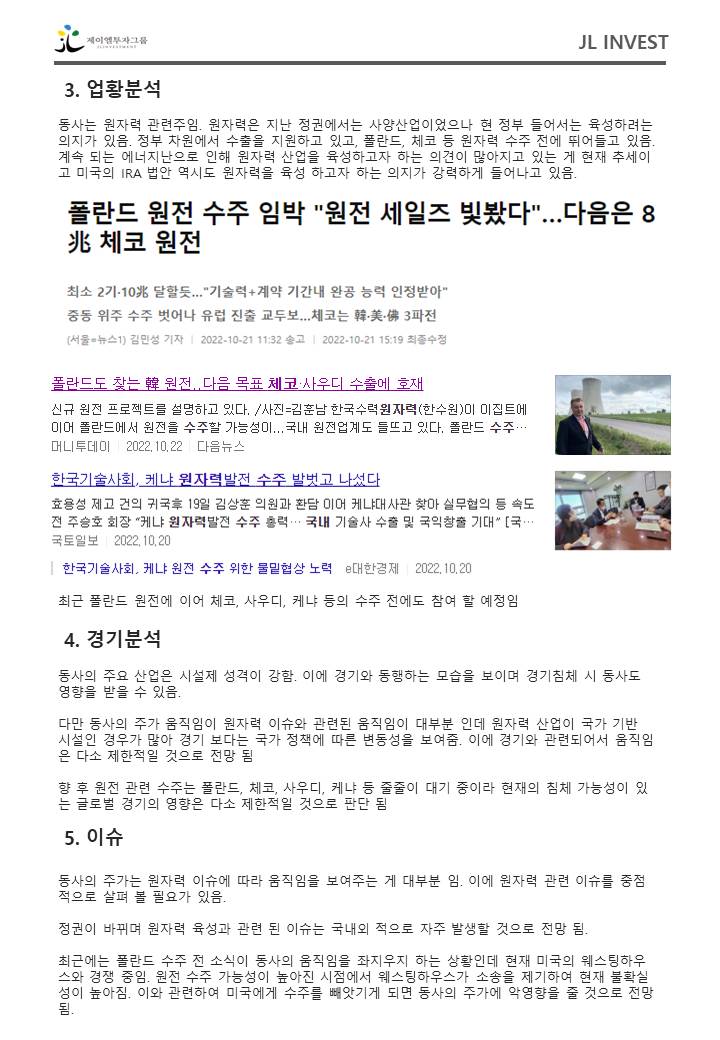 제이엘투자그룹
JL INVESTMENT
JL INVEST
3. 업황분석
동사는 원자력 관련주임. 원자력은 지난 정권에서는 사양산업이었으나 현 정부 들어서는 육성하려는
의지가 있음. 정부 차원에서 수출을 지원하고 있고, 폴란드, 체코 등 원자력 수주 전에 뛰어들고 있음.
계속 되는 에너지난으로 인해 원자력 산업을 육성하고자 하는 의견이 많아지고 있는 게 현재 추세이
고 미국의 IRA 법안 역시도 원자력을 육성 하고자 하는 의지가 강력하게 들어나고 있음.
폴란드 원전 수주 임박 "원전 세일즈 빛봤다"...다음은 8
兆 체코 원전
최소 2기·10兆 달할듯..."기술력+계약 기간내 완공 능력 인정받아"
중동 위주 수주 벗어나 유럽 진출 교두보...체코는 韓·美·佛 3파전
(서울=뉴스1) 김민성 기자 | 2022-10-21 11:32 송고 | 2022-10-21 15:19 최종수정
폴란드도 찾는 韓 원전..다음 목표 체코·사우디 수출에 호재
신규 원전 프로젝트를 설명하고 있다. /사진=김훈남 한국수력원자력(한수원)이 이집트에
이어 폴란드에서 원전을 수주할 가능성이...국내 원전업계도 들뜨고 있다. 폴란드 수주…
머니투데이 | 2022.10.22 | 다음뉴스
한국기술사회, 케냐 원자력발전 수주 발벗고 나섰다
효용성 제고 건의 귀국후 19일 김상훈 의원과 환담 이어 케냐대사관 찾아 실무협의 등 속도
전 주승호 회장 “케냐 원자력발전 수주 총력… 국내 기술사 수출 및 국익창출 기대” [국…
국토일보 | 2022.10.20
한국기술사회, 케냐 원전 수주 위한 물밑협상 노력 e대한경제 | 2022.10.20
최근 폴란드 원전에 이어 체코, 사우디, 케냐 등의 수주 전에도 참여 할 예정임
4. 경기분석
동사의 주요 산업은 시설제 성격이 강함. 이에 경기와 동행하는 모습을 보이며 경기침체 시 동사도
영향을 받을 수 있음.
다만 동사의 주가 움직임이 원자력 이슈와 관련된 움직임이 대부분 인데 원자력 산업이 국가 기반
시설인 경우가 많아 경기 보다는 국가 정책에 따른 변동성을 보여줌. 이에 경기와 관련되어서 움직임
은 다소 제한적일 것으로 전망 됨
향 후 원전 관련 수주는 폴란드, 체코, 사우디, 케냐 등 줄줄이 대기 중이라 현재의 침체 가능성이 있
는 글로벌 경기의 영향은 다소 제한적일 것으로 판단 됨
5. 이슈
동사의 주가는 원자력 이슈에 따라 움직임을 보여주는 게 대부분 임. 이에 원자력 관련 이슈를 중점
적으로 살펴 볼 필요가 있음.
정권이 바뀌며 원자력 육성과 관련 된 이슈는 국내외 적으로 자주 발생할 것으로 전망 됨.
최근에는 폴란드 수주 전 소식이 동사의 움직임을 좌지우지 하는 상황인데 현재 미국의 웨스팅하우
스와 경쟁 중임. 원전 수주 가능성이 높아진 시점에서 웨스팅하우스가 소송을 제기하여 현재 불확실
성이 높아짐. 이와 관련하여 미국에게 수주를 빼앗기게 되면 동사의 주가에 악영향을 줄 것으로 전망
됨.